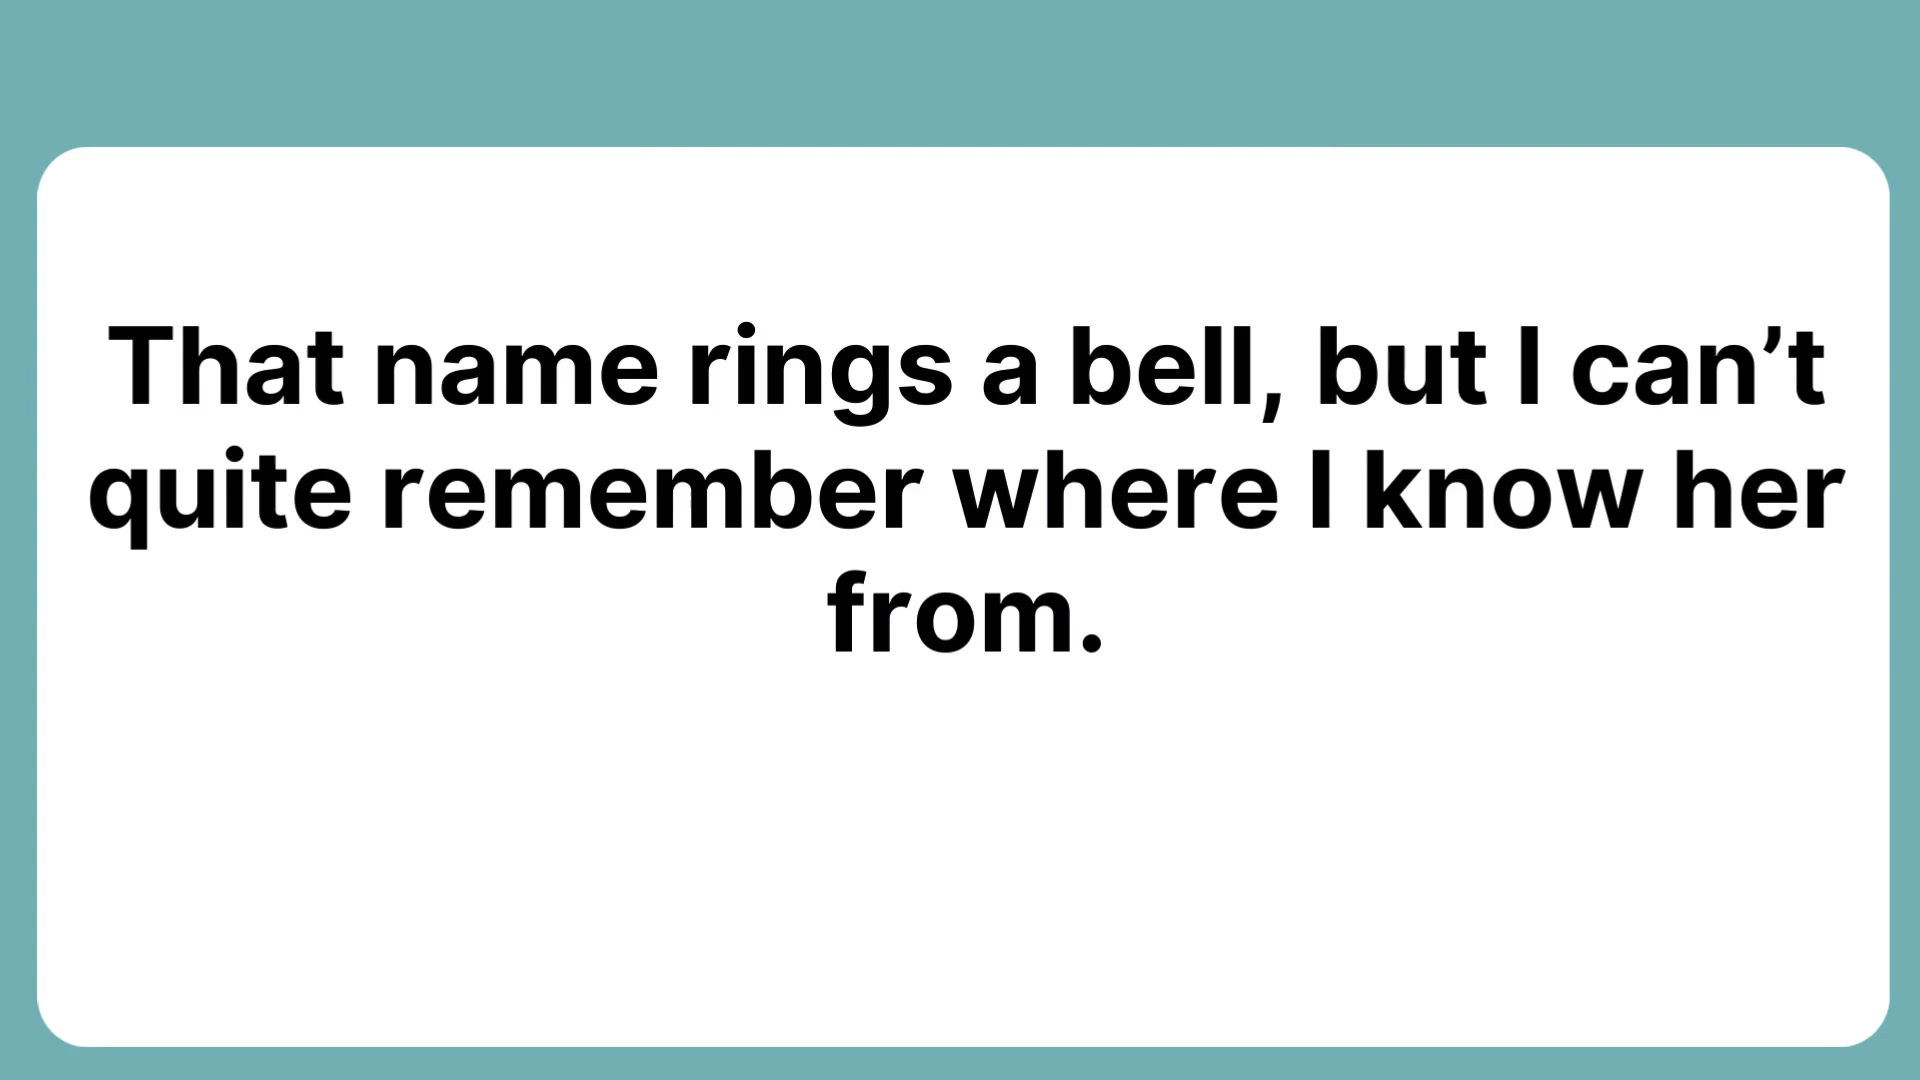 That name rings a bell, but I can’t
quite remember where I know her
from.